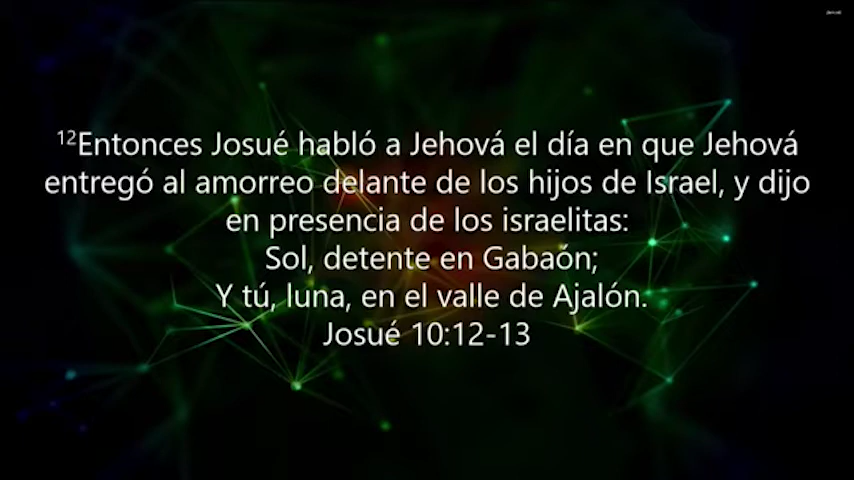 ¹²Entonces Josué habló a Jehová el día en que Jehová
entregó al amorreo delante de los hijos de Israel, y dijo
en presencia de los israelitas:
Sol, detente en Gabaón;
Y tú, luna, en el valle de Ajalón.
Josué 10:12-13